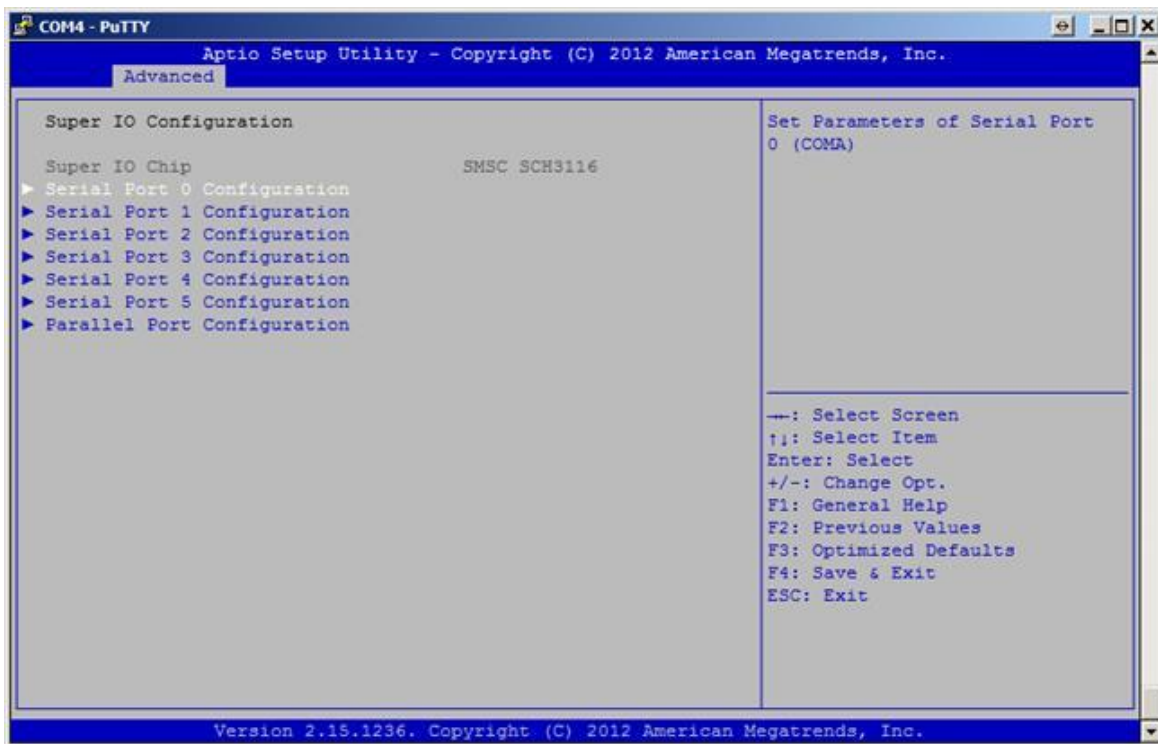 COM4 - PuTTY
Aptio Setup Utility - Copyright (C) 2012 American Megatrends, Inc.
Advanced
Super IO Configuration
Super IO Chip SMSC SCH3116
► Serial Port 0 Configuration
► Serial Port 1 Configuration
► Serial Port 2 Configuration
► Serial Port 3 Configuration
► Serial Port 4 Configuration
► Serial Port 5 Configuration
► Parallel Port Configuration
Set Parameters of Serial Port
0 (COMA)
→←: Select Screen
↑↓: Select Item
Enter: Select
+/-: Change Opt.
F1: General Help
F2: Previous Values
F3: Optimized Defaults
F4: Save & Exit
ESC: Exit
Version 2.15.1236. Copyright (C) 2012 American Megatrends, Inc.